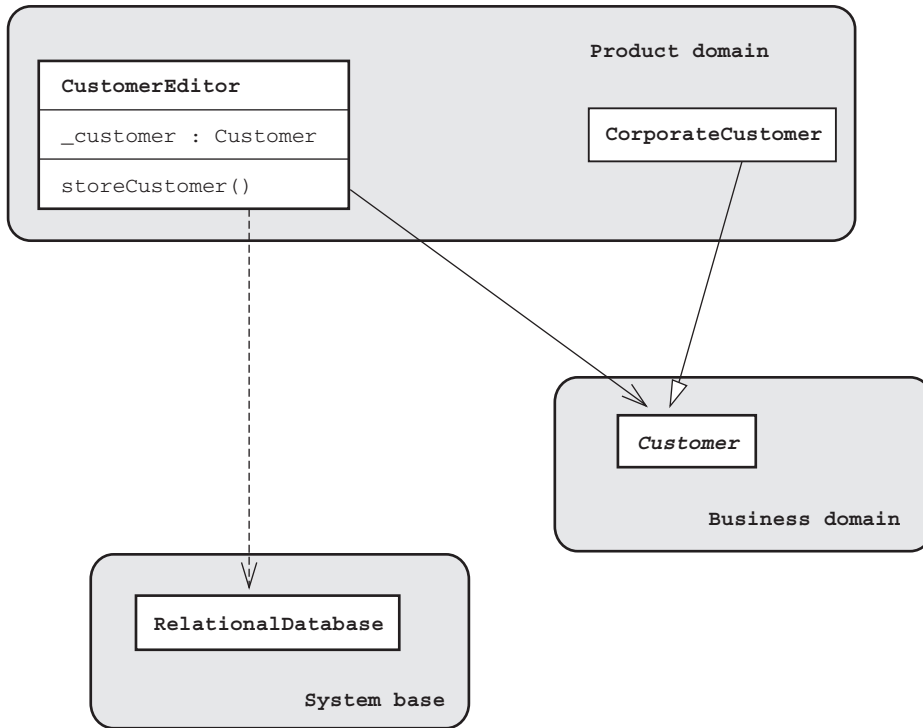 Product domain
CustomerEditor
_customer : Customer
storeCustomer()
CorporateCustomer
Customer
Business domain
RelationalDatabase
System base